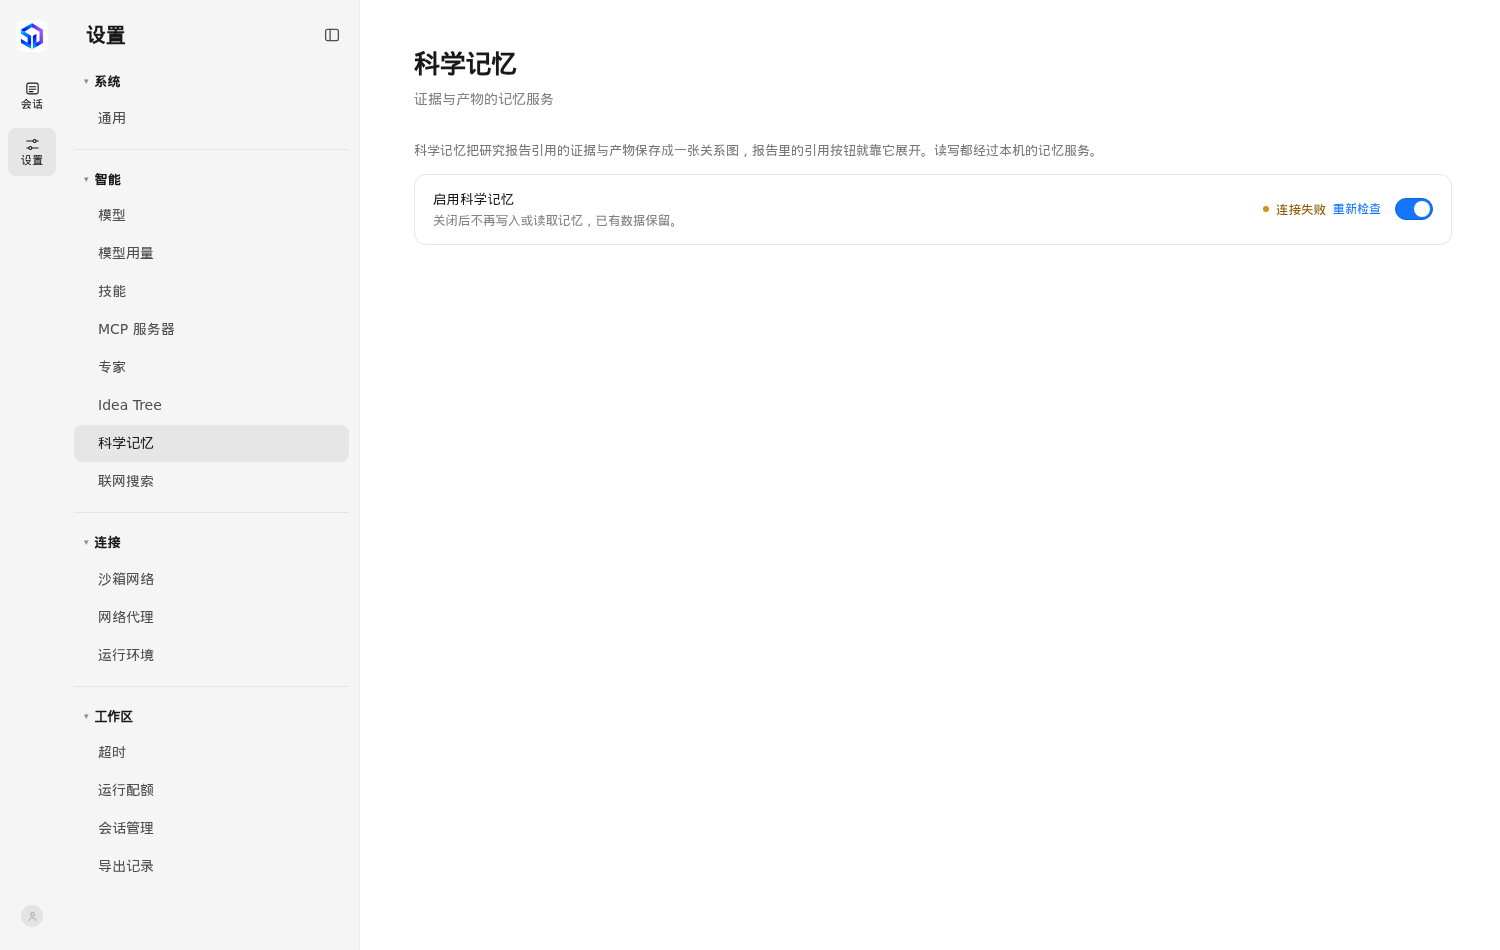 会话
设置
设置
系统
通用
智能
模型
模型用量
技能
MCP 服务器
专家
Idea Tree
科学记忆
联网搜索
连接
沙箱网络
网络代理
运行环境
工作区
超时
运行配额
会话管理
导出记录
科学记忆
证据与产物的记忆服务
科学记忆把研究报告引用的证据与产物保存成一张关系图，报告里的引用按钮就靠它展开。读写都经过本机的记忆服务。
启用科学记忆
关闭后不再写入或读取记忆，已有数据保留。
连接失败 重新检查